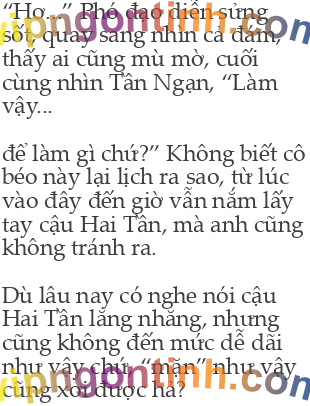 “Hơ...” Phó đạo diễn sửng
sốt, quay sang nhìn cả đám,
thấy ai cũng mù mờ, cuối
cùng nhìn Tần Ngạn, “Làm
vậy...
để làm gì chứ?” Không biết cô
béo này lại lịch ra sao, từ lúc
vào đây đến giờ vẫn nắm lấy
tay cậu Hai Tần, mà anh cũng
không tránh ra.
Dù lâu nay có nghe nói cậu
Hai Tần lăng nhăng, nhưng
cũng không đến mức dễ dãi
như vậy chứ, “mặn” như vậy
cũng xơi được hả?
vipngontinh.com
vipngontinh.com